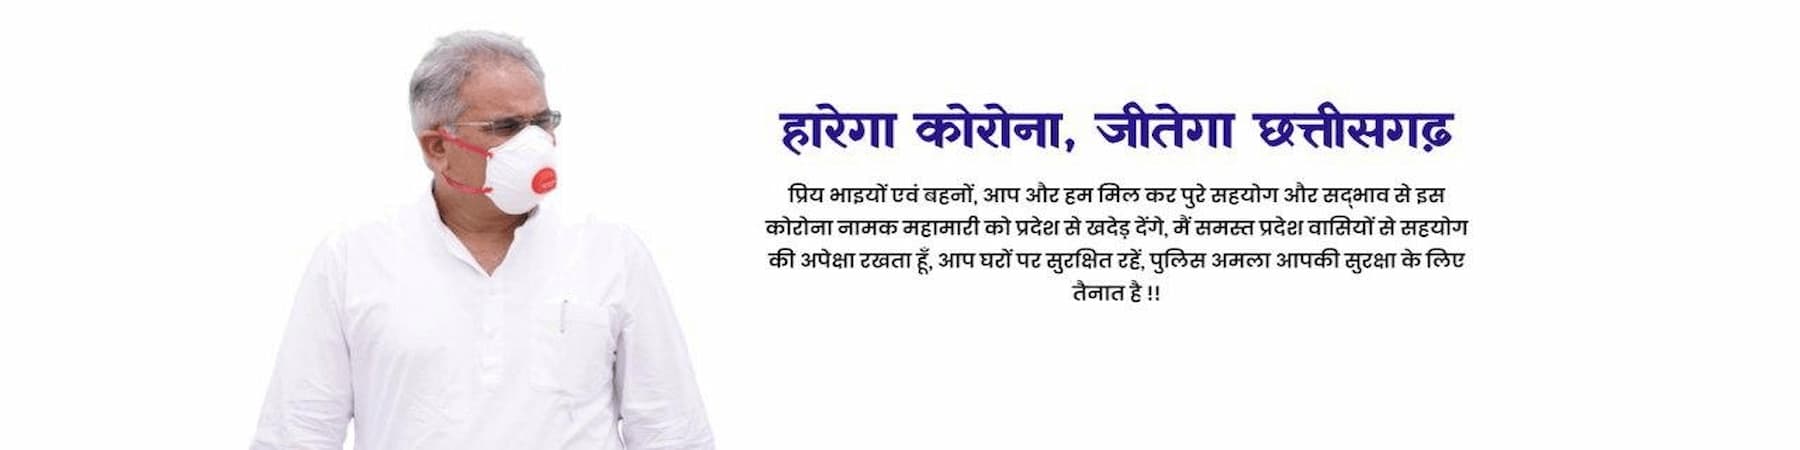 हारेगा कोरोना, जीतेगा छत्तीसगढ़
प्रिय भाइयों एवं बहनों, आप और हम मिल कर पुरे सहयोग और सद्‌भाव से इस
कोरोना नामक महामारी को प्रदेश से खदेड़ देंगे, मैं समस्त प्रदेश वासियों से सहयोग
की अपेक्षा रखता हूँ, आप घरों पर सुरक्षित रहें, पुलिस अमला आपकी सुरक्षा के लिए
तैनात है !!